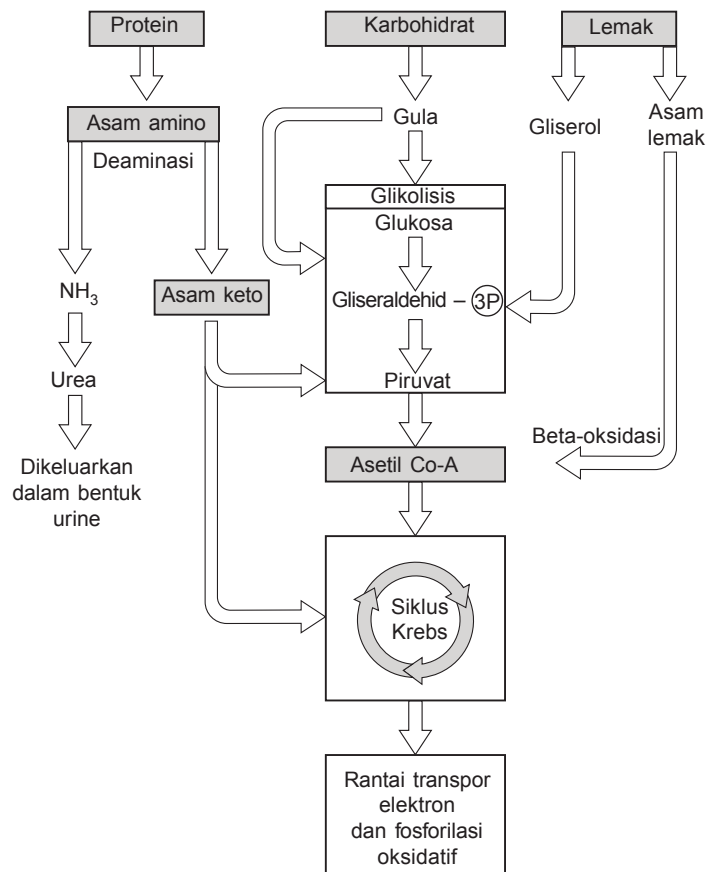 Protein
Karbohidrat
Lemak
Asam amino
Deaminasi
Gula
Gliserol
Asam
lemak
Glikolisis
Glukosa
NH₃
Asam keto
Gliseraldehid – 3P
Urea
Piruvat
Beta-oksidasi
Asetil Co-A
Dikeluarkan
dalam bentuk
urine
Siklus
Krebs
Rantai transpor
elektron
dan fosforilasi
oksidatif